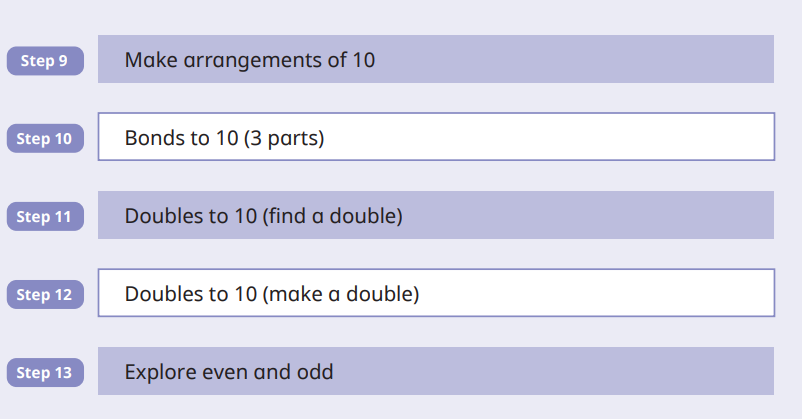 Step 9 Make arrangements of 10
Step 10 Bonds to 10 (3 parts)
Step 11 Doubles to 10 (find a double)
Step 12 Doubles to 10 (make a double)
Step 13 Explore even and odd